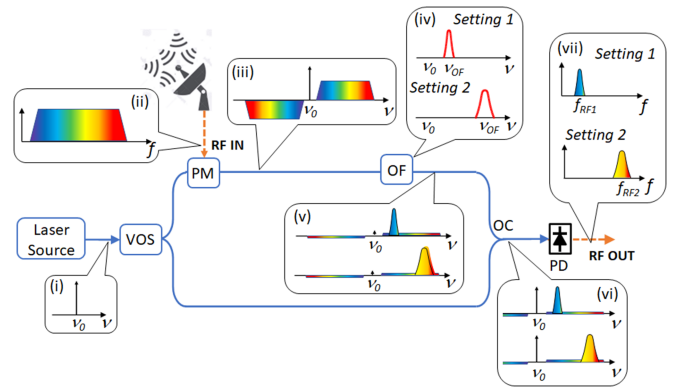 (iv) Setting 1
ν0 νOF ν
Setting 2
ν0 νOF ν
(vii) Setting 1
fRF1 f
Setting 2
fRF2 f
(iii)
ν0 ν
(ii)
f
RF IN
PM
OF
(v)
ν0 ν
ν0 ν
OC
Laser
Source
VOS
PD
RF OUT
(i)
ν0 ν
(vi)
ν0 ν
ν0 ν